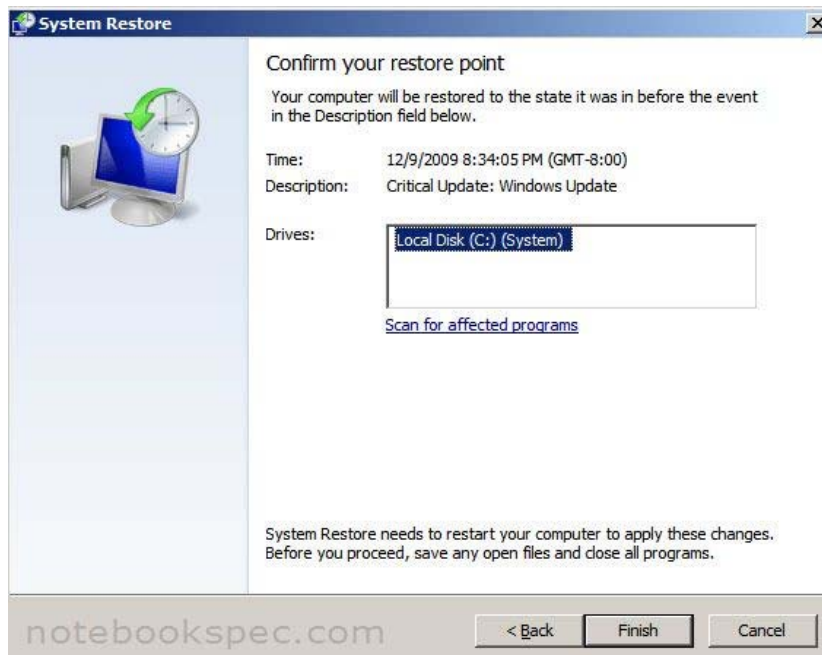 System Restore
Confirm your restore point
Your computer will be restored to the state it was in before the event
in the Description field below.
Time: 12/9/2009 8:34:05 PM (GMT-8:00)
Description: Critical Update: Windows Update
Drives: Local Disk (C:) (System)
Scan for affected programs
System Restore needs to restart your computer to apply these changes.
Before you proceed, save any open files and close all programs.
notebookspec.com < Back Finish Cancel